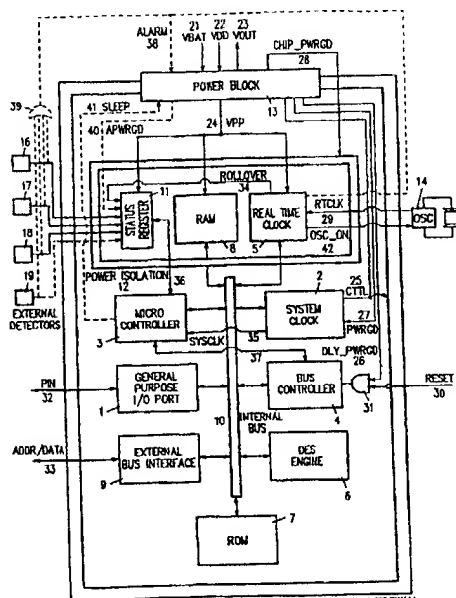 21 22 23
VBAT VDD VOUT
ALARM
38
CHIP_PWRGD
28
39
POWER BLOCK
13
41 SLEEP
40 APWRGD
24 VPP
16
17
18
19
EXTERNAL
DETECTORS
ROLLOVER
34
11
STATUS
REGISTER
RAM
8
REAL TIME
CLOCK
5
RTCLK
29
OSC_ON
42
14
OSC
POWER ISOLATION
12
36
2
25
CTTL
MICRO
CONTROLLER
3
SYSTEM
CLOCK
35
SYSCLK
37
27
PWRGD
DLY_PWRGD
26
PIN
32
GENERAL
PURPOSE
I/O PORT
1
BUS
CONTROLLER
4
31
RESET
30
10
INTERNAL
BUS
ADDR/DATA
33
EXTERNAL
BUS INTERFACE
9
DES
ENGINE
6
ROM
7